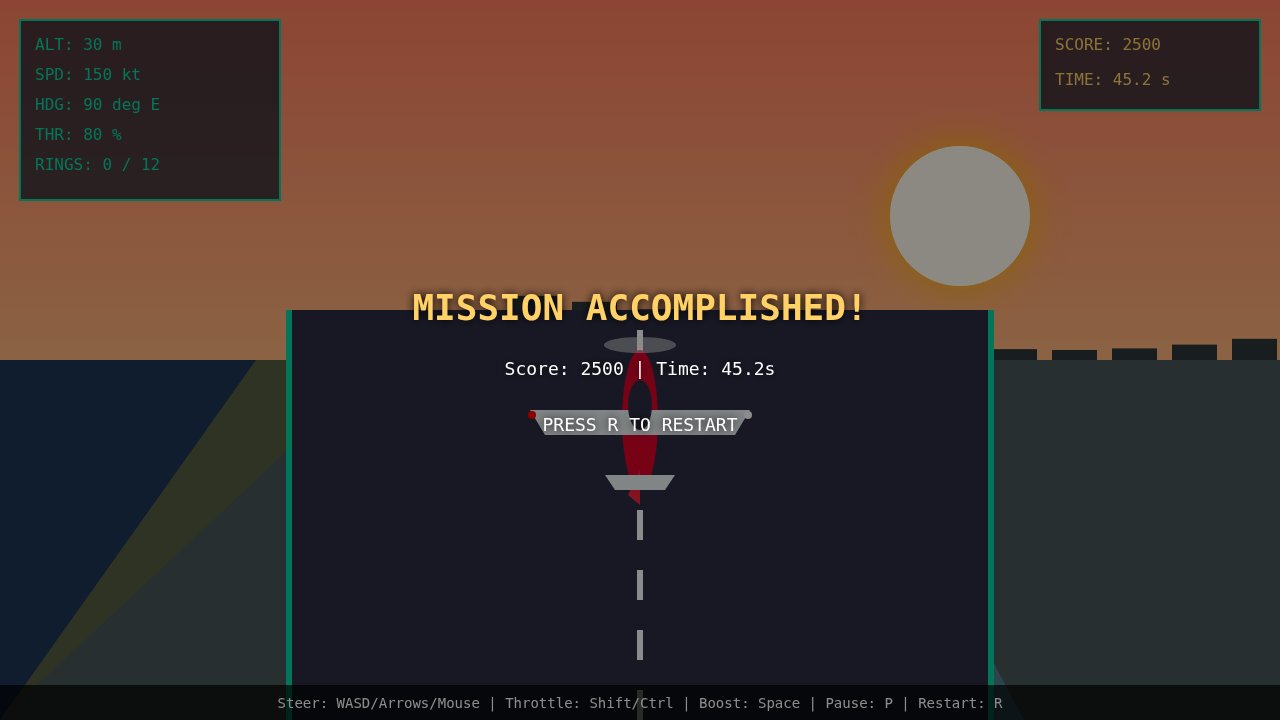 ALT: 30 m
SPD: 150 kt
HDG: 90 deg E
THR: 80 %
RINGS: 0 / 12
SCORE: 2500
TIME: 45.2 s
MISSION ACCOMPLISHED!
Score: 2500 | Time: 45.2s
PRESS R TO RESTART
Steer: WASD/Arrows/Mouse | Throttle: Shift/Ctrl | Boost: Space | Pause: P | Restart: R